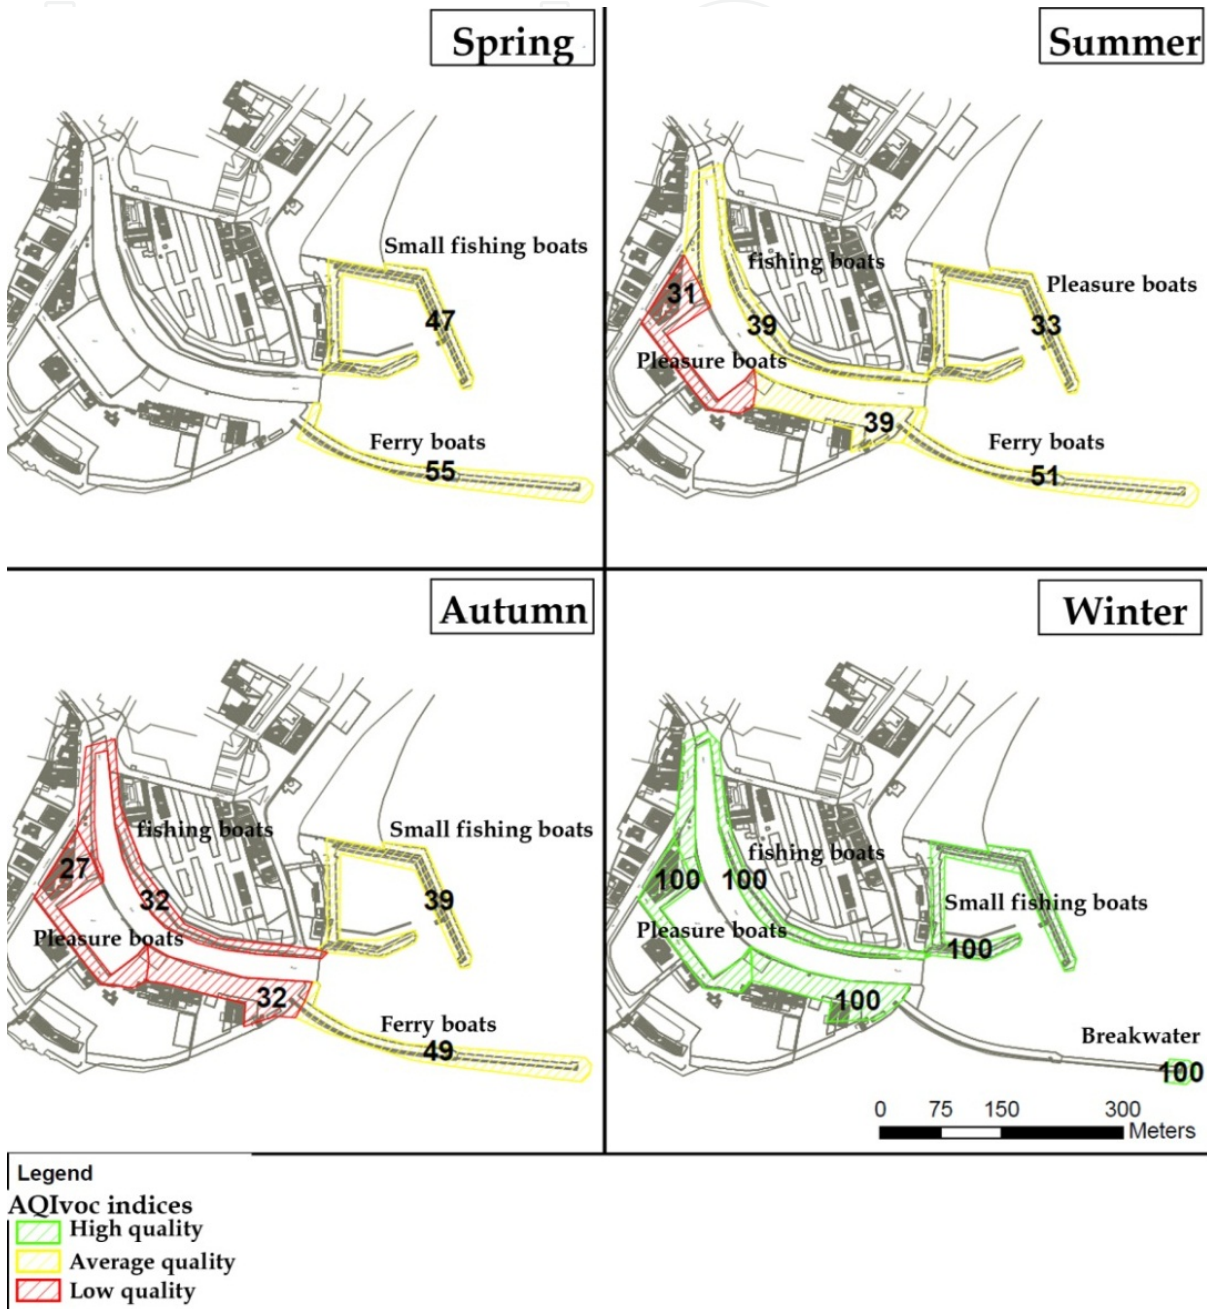 Spring
Small fishing boats
47
Ferry boats
55
Summer
fishing boats
31
Pleasure boats
39
33
Pleasure boats
39
Ferry boats
51
Autumn
fishing boats
Small fishing boats
27
32
39
Pleasure boats
32
Ferry boats
49
Winter
fishing boats
100
100
Small fishing boats
Pleasure boats
100
100
Breakwater
100
0 75 150 300
Meters
Legend
AQIvoc indices
High quality
Average quality
Low quality